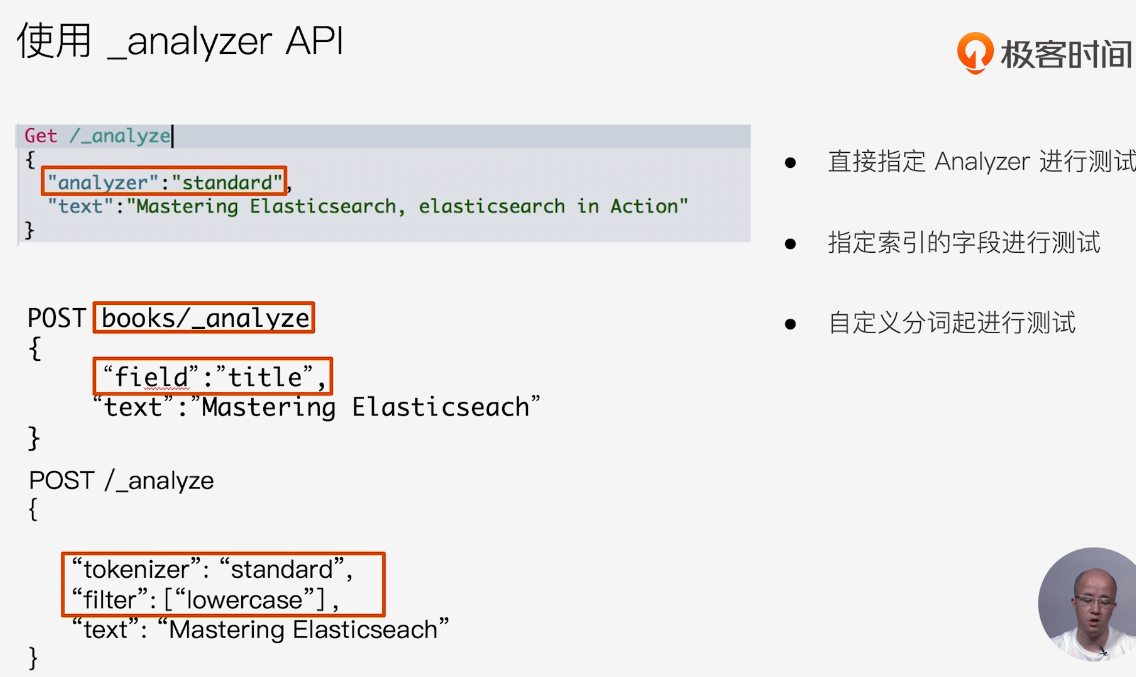 使用 _analyzer API
极客时间
Get /_analyze
{
"analyzer":"standard",
"text":"Mastering Elasticsearch, elasticsearch in Action"
}
● 直接指定 Analyzer 进行测试
● 指定索引的字段进行测试
● 自定义分词起进行测试
POST books/_analyze
{
“field”:”title”,
“text”:”Mastering Elasticseach”
}
POST /_analyze
{
“tokenizer”: “standard”,
“filter”: [“lowercase”] ,
“text”: “Mastering Elasticseach”
}